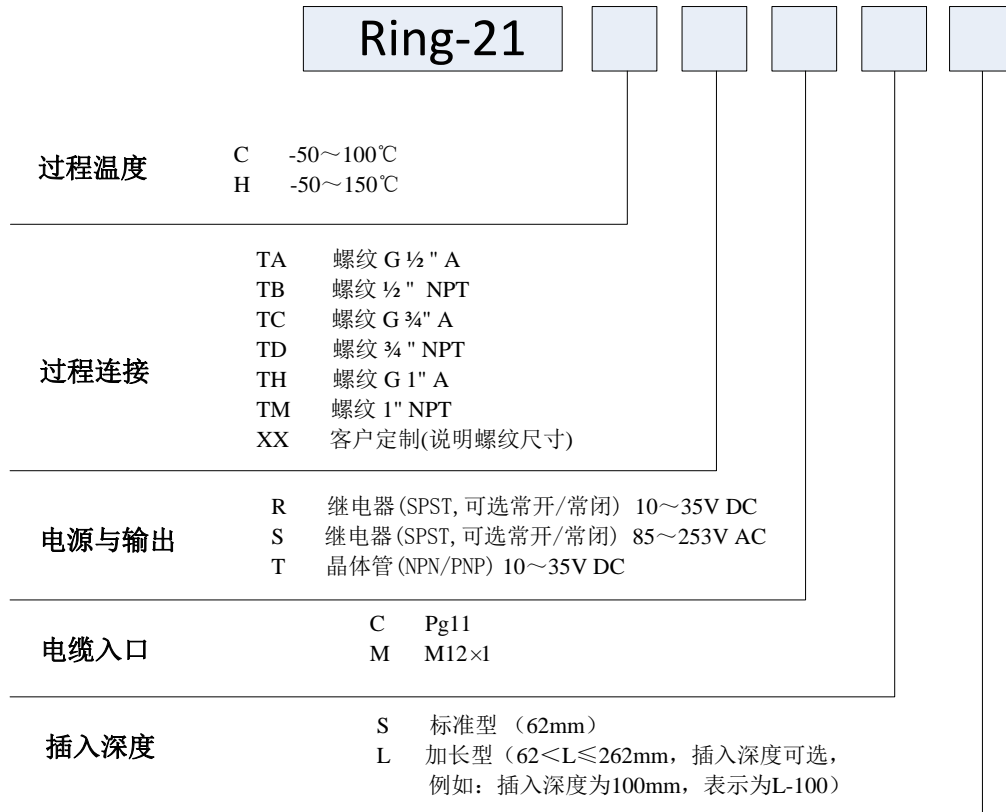 Ring-21
过程温度
C -50～100℃
H -50～150℃
过程连接
TA 螺纹 G ½ " A
TB 螺纹 ½ " NPT
TC 螺纹 G ¾" A
TD 螺纹 ¾ " NPT
TH 螺纹 G 1" A
TM 螺纹 1" NPT
XX 客户定制(说明螺纹尺寸)
电源与输出
R 继电器(SPST,可选常开/常闭) 10～35V DC
S 继电器(SPST,可选常开/常闭) 85～253V AC
T 晶体管(NPN/PNP) 10～35V DC
电缆入口
C Pg11
M M12×1
插入深度
S 标准型 （62mm）
L 加长型（62＜L≤262mm，插入深度可选，
例如：插入深度为100mm，表示为L-100）